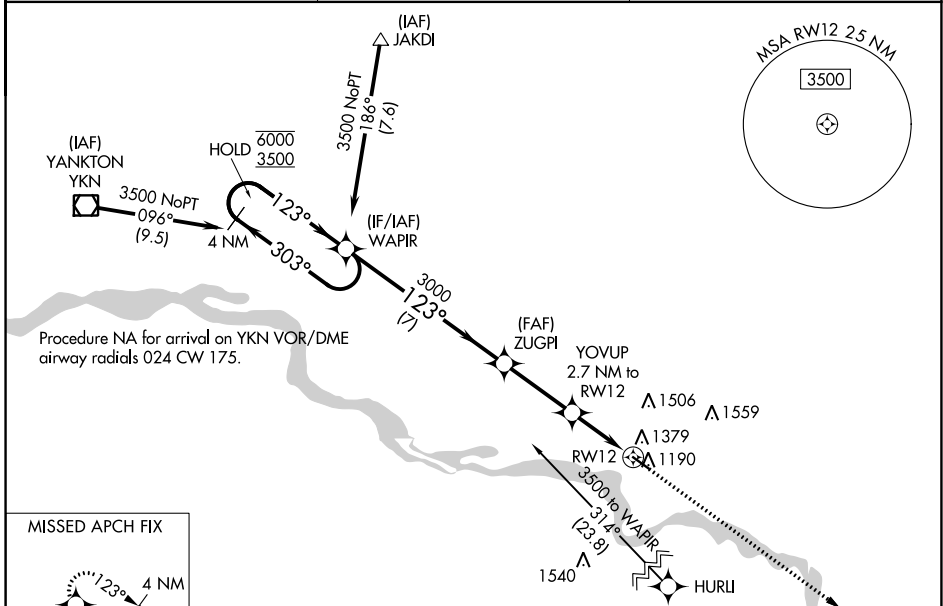 (IAF)
JAKDI
MSA RW12 25 NM
3500
3500 NoPT
186°
(7.6)
HOLD
6000
3500
(IAF)
YANKTON
YKN
3500 NoPT
096°
(9.5)
4 NM
123°
303°
(IF/IAF)
WAPIR
3000
123°
(7)
(FAF)
ZUGPI
Procedure NA for arrival on YKN VOR/DME
airway radials 024 CW 175.
YOVUP
2.7 NM to
RW12
1506
1559
1379
RW12
1190
3500 to WAPIR
314°
(23.8)
1540
HURLI
MISSED APCH FIX
123°
4 NM